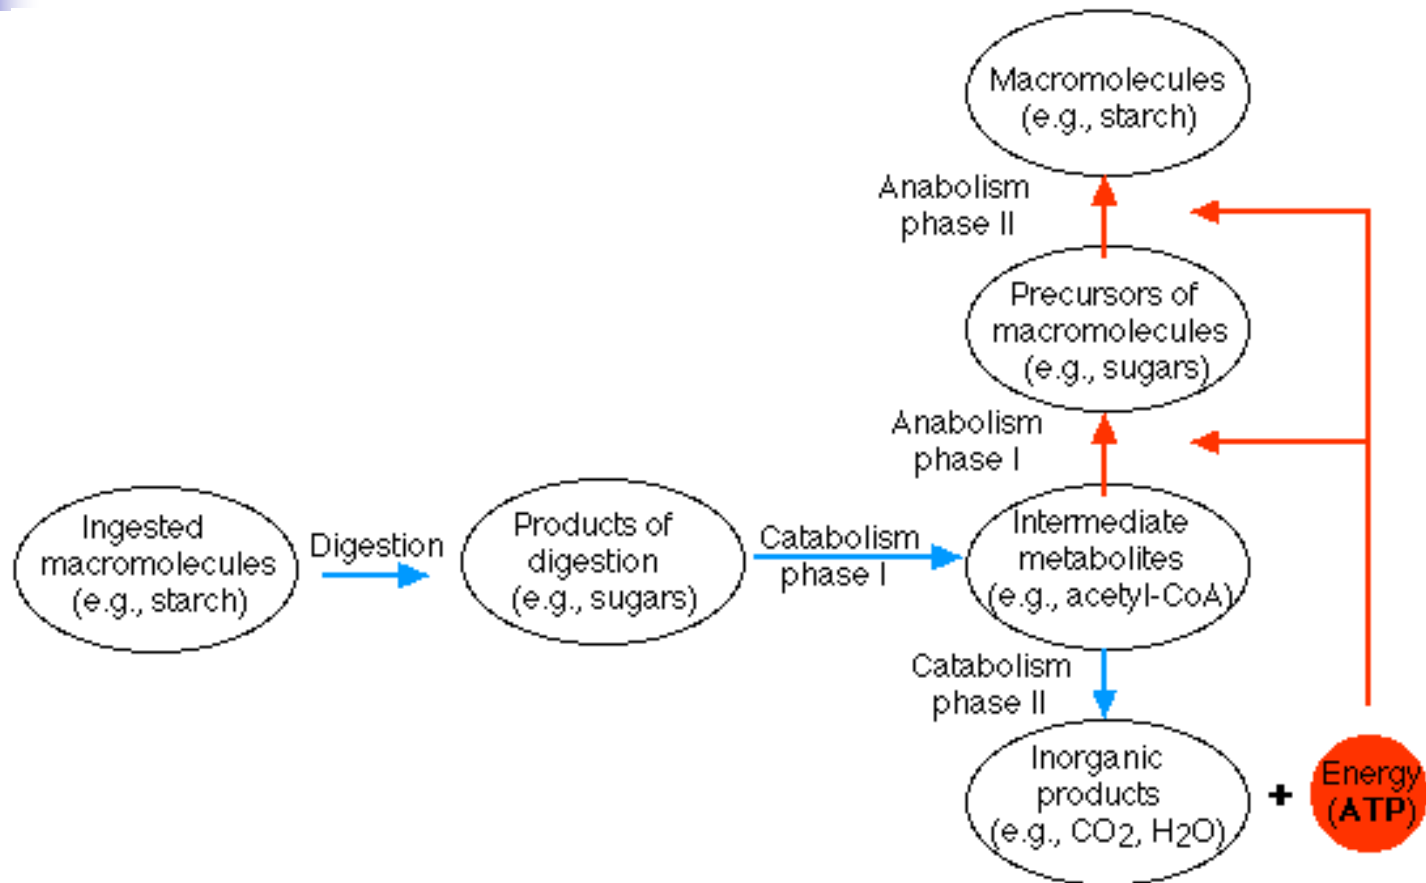 Macromolecules
(e.g., starch)
Anabolism
phase II
Precursors of
macromolecules
(e.g., sugars)
Anabolism
phase I
Ingested
macromolecules
(e.g., starch)
Digestion
Products of
digestion
(e.g., sugars)
Catabolism
phase I
Intermediate
metabolites
(e.g., acetyl-CoA)
Catabolism
phase II
Inorganic
products
(e.g., CO2, H2O)
+
Energy
(ATP)